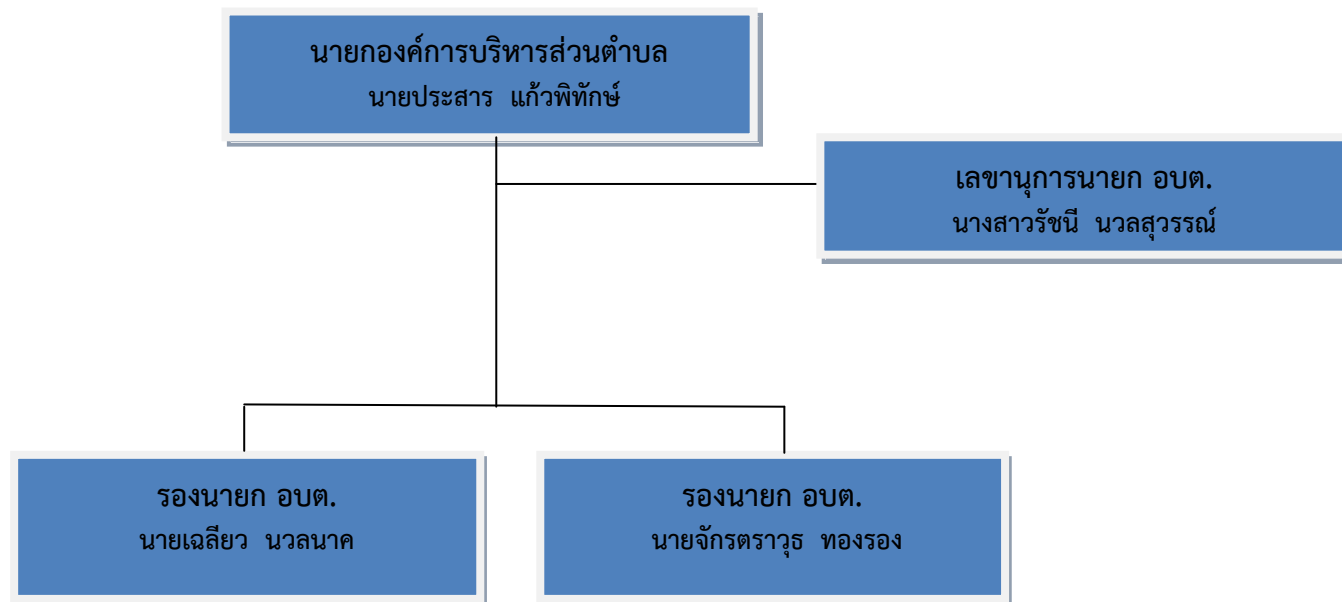 นายกองค์การบริหารส่วนตำบล
นายประสาร แก้วพิทักษ์
เลขานุการนายก อบต.
นางสาวรัชนี นวลสุวรรณ์
รองนายก อบต.
นายเฉลียว นวลนาค
รองนายก อบต.
นายจักรตราวุธ ทองรอง